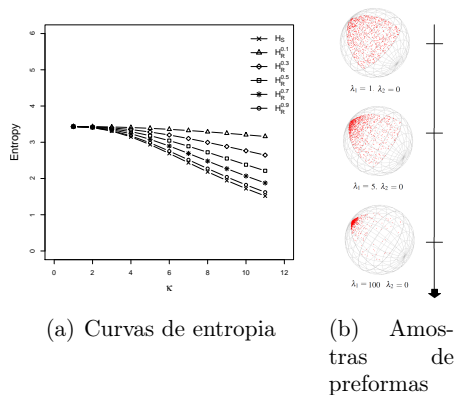 H_S
H_R^{0.1}
H_R^{0.3}
H_R^{0.5}
H_R^{0.7}
H_R^{0.9}
Entropy
6
5
4
3
2
1
0
0 2 4 6 8 10 12
κ
(a) Curvas de entropia
λ₁ = 1. λ₂ = 0
λ₁ = 5. λ₂ = 0
λ₁ = 100 λ₂ = 0
(b) Amos-
tras de
preformas